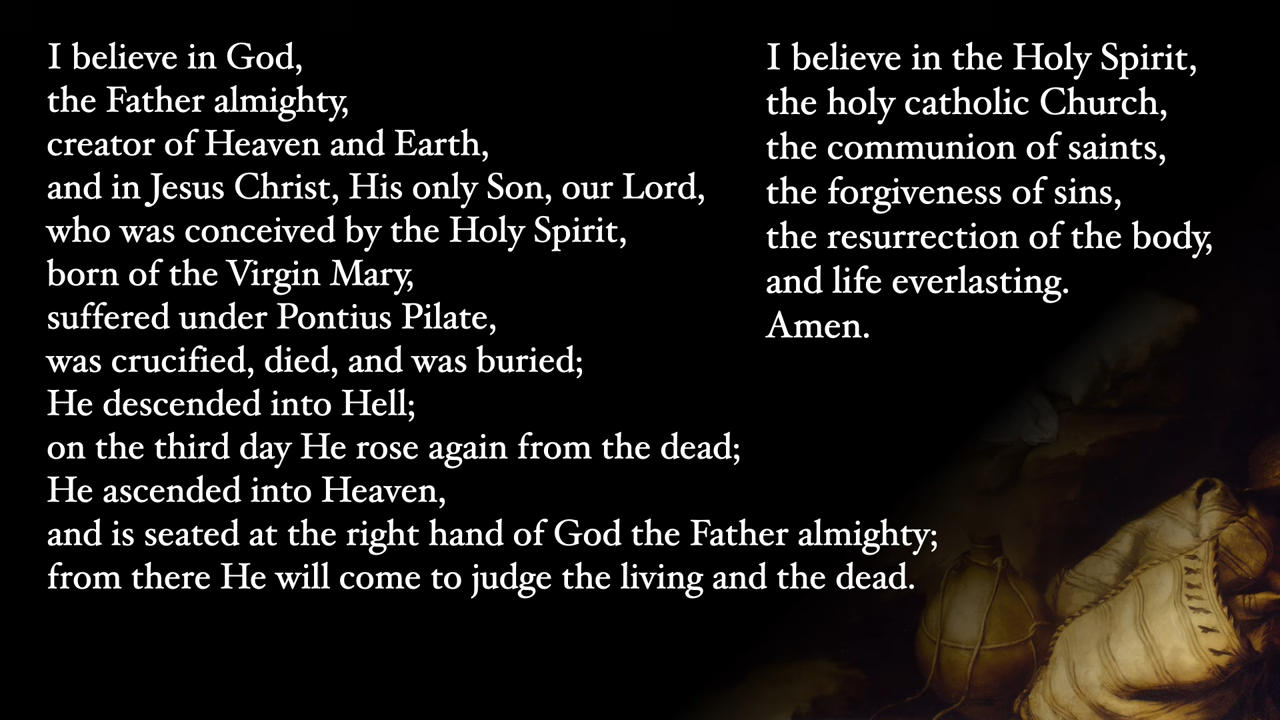 I believe in God,
the Father almighty,
creator of Heaven and Earth,
and in Jesus Christ, His only Son, our Lord,
who was conceived by the Holy Spirit,
born of the Virgin Mary,
suffered under Pontius Pilate,
was crucified, died, and was buried;
He descended into Hell;
on the third day He rose again from the dead;
He ascended into Heaven,
and is seated at the right hand of God the Father almighty;
from there He will come to judge the living and the dead.
I believe in the Holy Spirit,
the holy catholic Church,
the communion of saints,
the forgiveness of sins,
the resurrection of the body,
and life everlasting.
Amen.